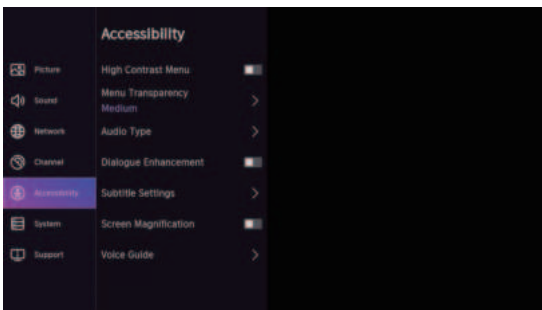 Accessibility
Picture
High Contrast Menu
Sound
Menu Transparency
Medium
Network
Audio Type
Channel
Dialogue Enhancement
Accessibility
Subtitle Settings
System
Screen Magnification
Support
Voice Guide